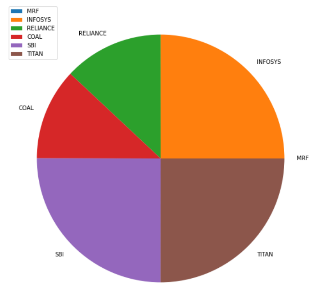 MRF
INFOSYS
RELIANCE
COAL
SBI
TITAN
RELIANCE
INFOSYS
COAL
MRF
SBI
TITAN